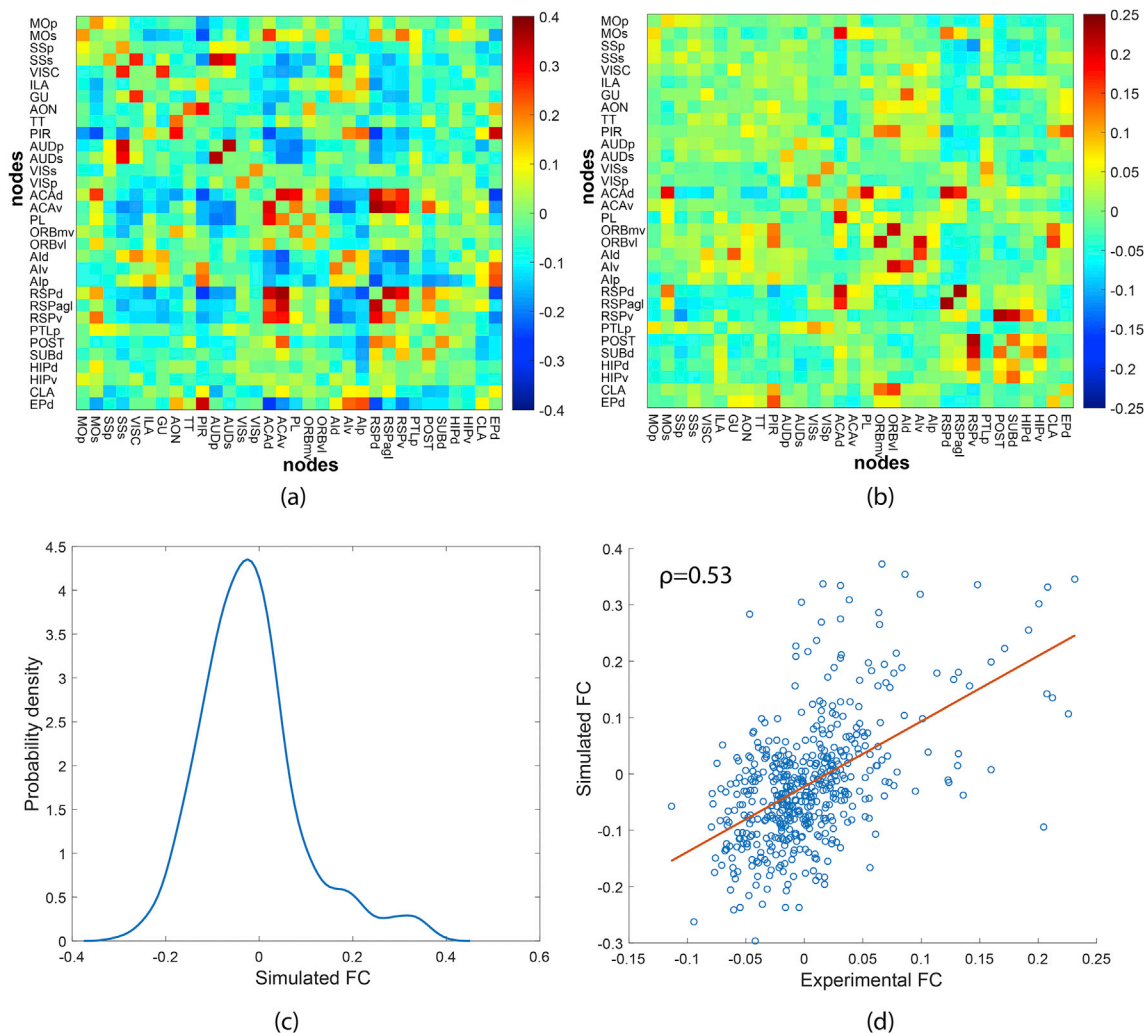 nodes
MOp
MOs
SSp
SSs
VISC
ILA
GU
AON
TT
PIR
AUDp
AUDs
VISs
VISp
ACAd
ACAv
PL
ORBmv
ORBvl
AId
AIv
AIp
RSPd
RSPagl
RSPv
PTLp
POST
SUBd
HIPd
HIPv
CLA
EPd
MOp
MOs
SSp
SSs
VISC
ILA
GU
AON
TT
PIR
AUDp
AUDs
VISs
VISp
ACAd
ACAv
PL
ORBmv
ORBvl
AId
AIv
AIp
RSPd
RSPagl
RSPv
PTLp
POST
SUBd
HIPd
HIPv
CLA
EPd
nodes
0.4
0.3
0.2
0.1
0
-0.1
-0.2
-0.3
-0.4
(a)
nodes
MOp
MOs
SSp
SSs
VISC
ILA
GU
AON
TT
PIR
AUDp
AUDs
VISs
VISp
ACAd
ACAv
PL
ORBmv
ORBvl
AId
AIv
AIp
RSPd
RSPagl
RSPv
PTLp
POST
SUBd
HIPd
HIPv
CLA
EPd
MOp
MOs
SSp
SSs
VISC
ILA
GU
AON
TT
PIR
AUDp
AUDs
VISs
VISp
ACAd
ACAv
PL
ORBmv
ORBvl
AId
AIv
AIp
RSPd
RSPagl
RSPv
PTLp
POST
SUBd
HIPd
HIPv
CLA
EPd
nodes
0.25
0.20
0.15
0.10
0.05
0
-0.05
-0.10
-0.15
-0.20
-0.25
(b)
Probability density
4.5
4
3.5
3
2.5
2
1.5
1
0.5
0
-0.4 -0.2 0 0.2 0.4 0.6
Simulated FC
(c)
ρ=0.53
Simulated FC
0.4
0.3
0.2
0.1
0
-0.1
-0.2
-0.3
-0.15 -0.1 -0.05 0 0.05 0.1 0.15 0.2 0.25
Experimental FC
(d)